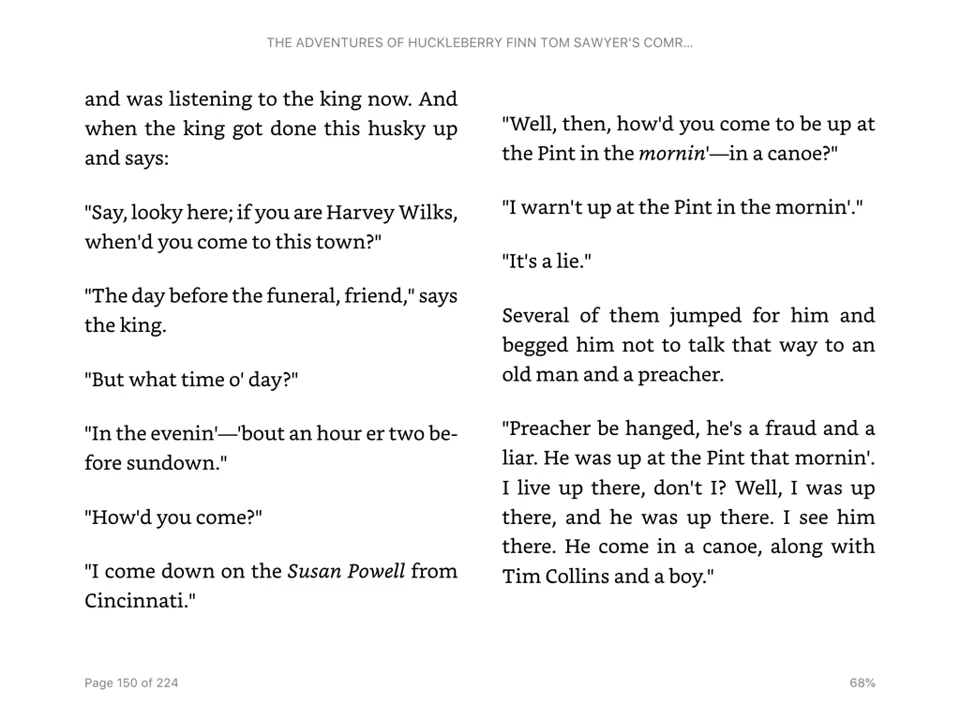 THE ADVENTURES OF HUCKLEBERRY FINN TOM SAWYER'S COMR...
and was listening to the king now. And
when the king got done this husky up
and says:
"Say, looky here; if you are Harvey Wilks,
when'd you come to this town?"
"The day before the funeral, friend," says
the king.
"But what time o' day?"
"In the evenin'—'bout an hour er two be-
fore sundown."
"How'd you come?"
"I come down on the Susan Powell from
Cincinnati."
"Well, then, how'd you come to be up at
the Pint in the mornin'—in a canoe?"
"I warn't up at the Pint in the mornin'."
"It's a lie."
Several of them jumped for him and
begged him not to talk that way to an
old man and a preacher.
"Preacher be hanged, he's a fraud and a
liar. He was up at the Pint that mornin'.
I live up there, don't I? Well, I was up
there, and he was up there. I see him
there. He come in a canoe, along with
Tim Collins and a boy."
Page 150 of 224
68%